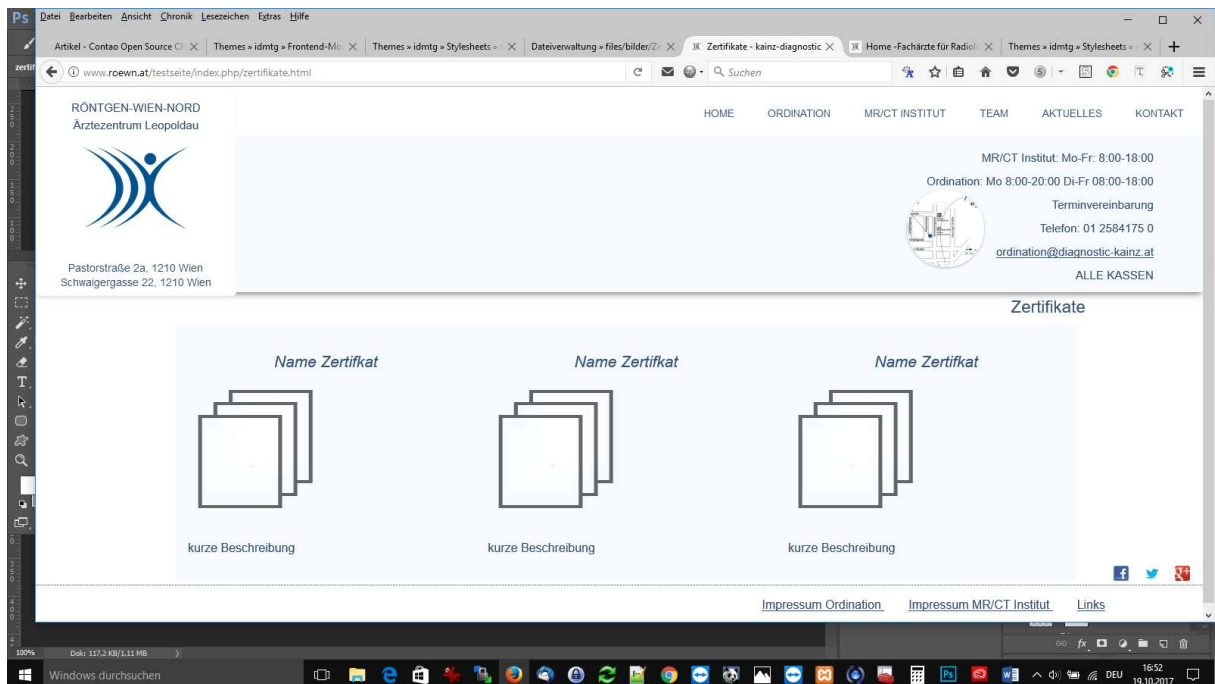 Ps
Datei Bearbeiten Ansicht Chronik Lesezeichen Extras Hilfe
Artikel - Contao Open Source C
Themes » idmtg » Frontend-Mo
Themes » idmtg » Stylesheets »
Dateiverwaltung » files/bilder/Z
Zertifikate - kainz-diagnostic
Home -Fachärzte für Radiol
Themes » idmtg » Stylesheets »
zertif
www.roewn.at/testseite/index.php/zertifikate.html
Suchen
RÖNTGEN-WIEN-NORD
Ärztezentrum Leopoldau
HOME ORDINATION MR/CT INSTITUT TEAM AKTUELLES KONTAKT
MR/CT Institut: Mo-Fr: 8:00-18:00
Ordination: Mo 8:00-20:00 Di-Fr 08:00-18:00
Terminvereinbarung
Telefon: 01 2584175 0
ordination@diagnostic-kainz.at
ALLE KASSEN
Pastorstraße 2a, 1210 Wien
Schwaigergasse 22, 1210 Wien
Zertifikate
Name Zertifkat Name Zertifkat Name Zertifkat
kurze Beschreibung kurze Beschreibung kurze Beschreibung
Impressum Ordination Impressum MR/CT Institut Links
100% Dok: 117,2 KB/1,11 MB
fx
Windows durchsuchen
Ps
DEU
16:52
19.10.2017